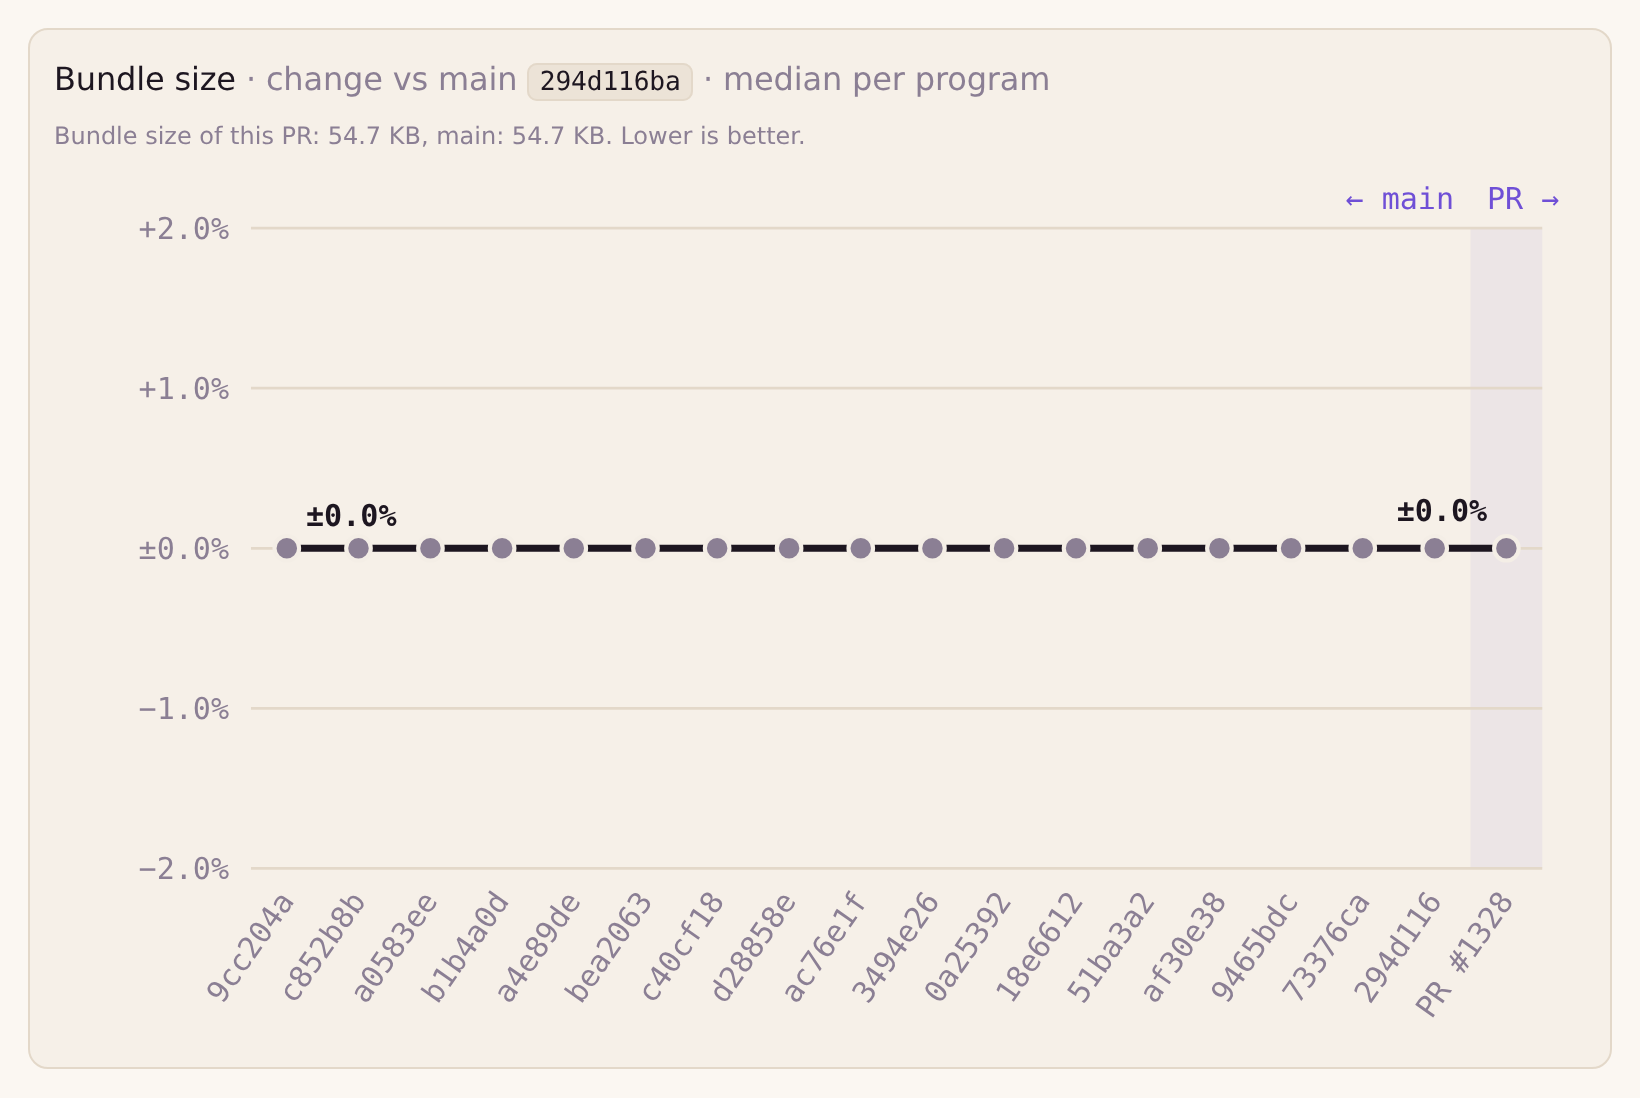 Bundle size · change vs main 294d116ba · median per program
Bundle size of this PR: 54.7 KB, main: 54.7 KB. Lower is better.
← main PR →
+2.0%
+1.0%
±0.0%
−1.0%
−2.0%
±0.0%
±0.0%
9cc204a
c852b8b
a0583ee
b1b4a0d
a4e89de
bea2063
c40cf18
d28858e
ac76e1f
3494e26
0a25392
18e6612
51ba3a2
af30e38
9465bdc
73376ca
294d116
PR #1328